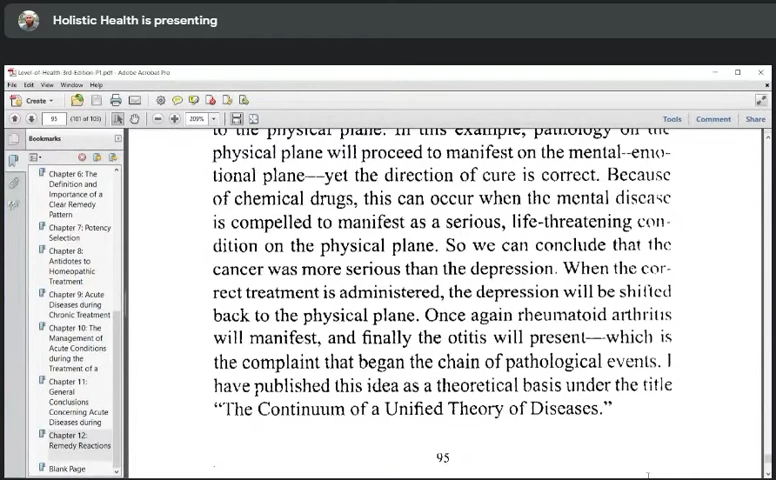 Holistic Health is presenting
Level-of-Health-3rd-Edition-P1.pdf - Adobe Acrobat Pro
File Edit View Window Help
Create
95 (101 of 103) 209%
Tools Comment Share
Bookmarks
Chapter 6: The
Definition and
Importance of a
Clear Remedy
Pattern
Chapter 7: Potency
Selection
Chapter 8:
Antidotes to
Homeopathic
Treatment
Chapter 9: Acute
Diseases during
Chronic Treatment
Chapter 10: The
Management of
Acute Conditions
during the
Treatment of a
Chapter 11:
General
Conclusions
Concerning Acute
Diseases during
Chapter 12:
Remedy Reactions
Blank Page
to the physical plane. In this example, pathology on the
physical plane will proceed to manifest on the mental--emo-
tional plane—yet the direction of cure is correct. Because
of chemical drugs, this can occur when the mental disease
is compelled to manifest as a serious, life-threatening con-
dition on the physical plane. So we can conclude that the
cancer was more serious than the depression. When the cor-
rect treatment is administered, the depression will be shifted
back to the physical plane. Once again rheumatoid arthritis
will manifest, and finally the otitis will present—which is
the complaint that began the chain of pathological events. I
have published this idea as a theoretical basis under the title
“The Continuum of a Unified Theory of Diseases.”
95